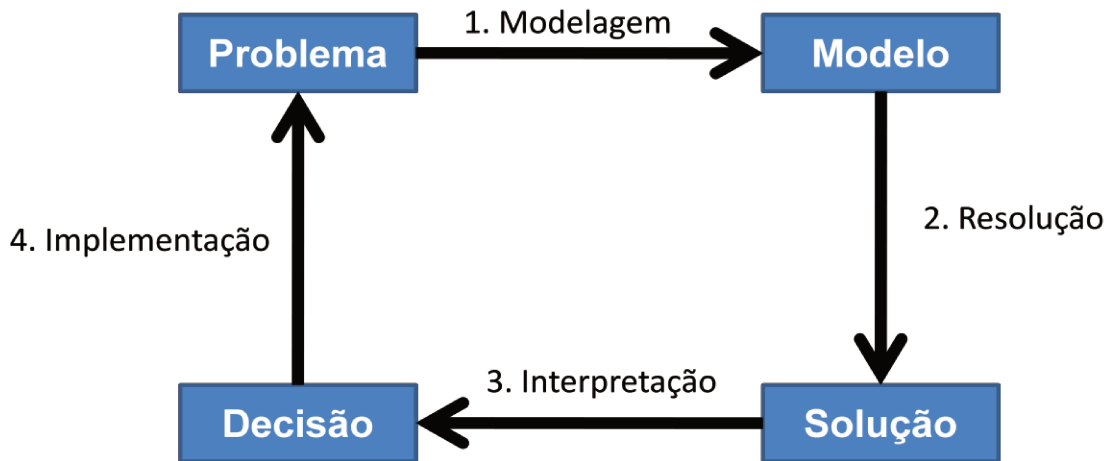 1. Modelagem
Problema
Modelo
4. Implementação
2. Resolução
3. Interpretação
Decisão
Solução